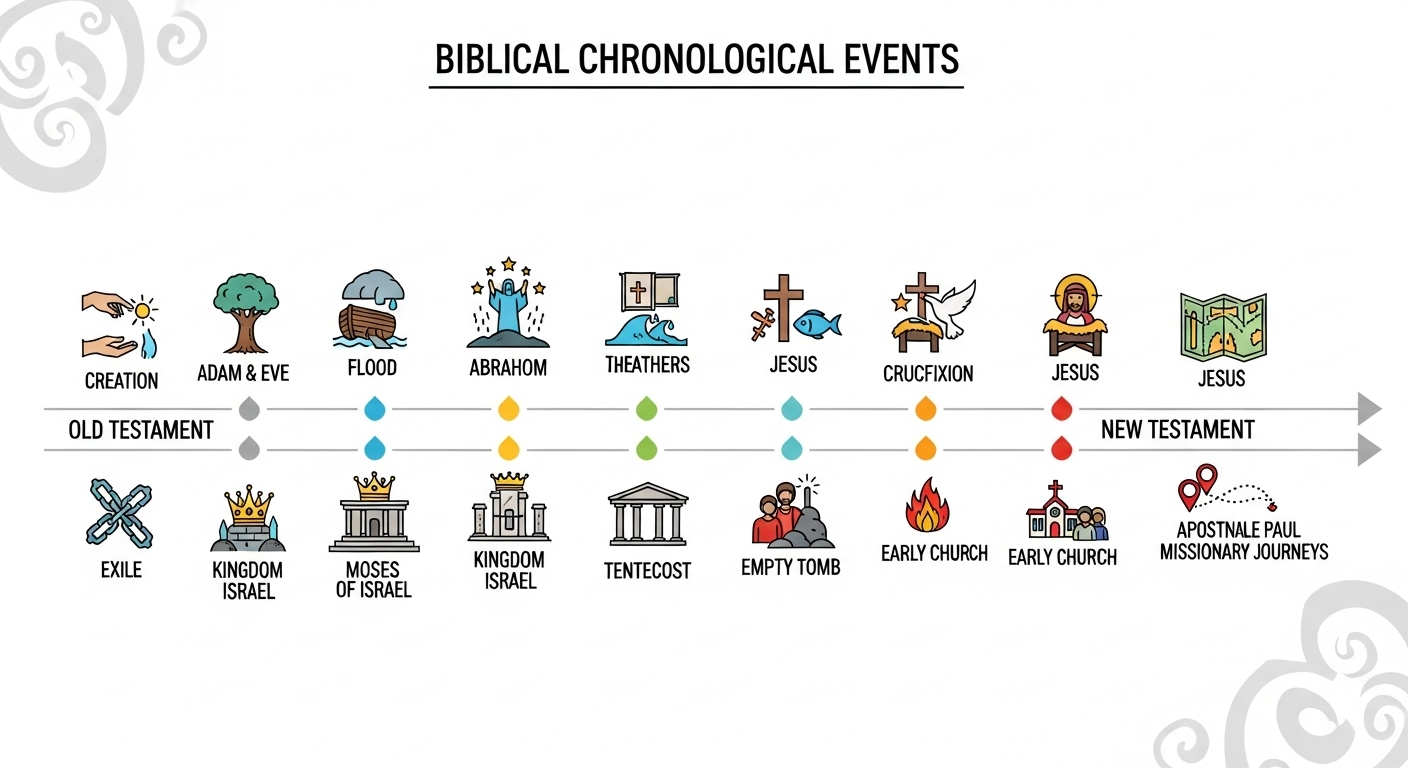 BIBLICAL CHRONOLOGICAL EVENTS
CREATION
ADAM & EVE
FLOOD
ABRAHOM
THEATHERS
JESUS
CRUCFIXION
JESUS
JESUS
OLD TESTAMENT
NEW TESTAMENT
EXILE
KINGDOM
ISRAEL
MOSES
OF ISRAEL
KINGDOM
ISRAEL
TENTECOST
EMPTY TOMB
EARLY CHURCH
EARLY CHURCH
APOSTNALE PAUL
MISSIONARY JOURNEYS